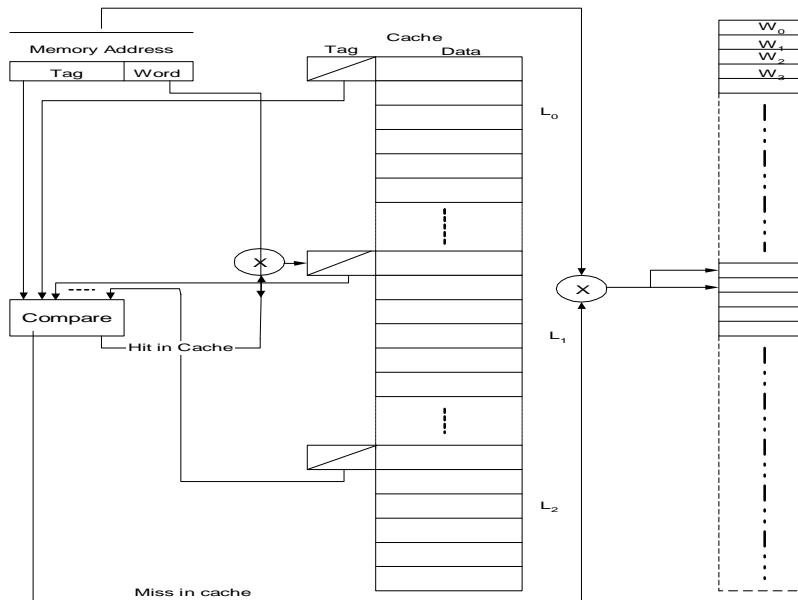 Memory Address
Tag Word
Cache
Tag Data
L0
W0
W1
W2
W3
X
X
Compare
Hit in Cache
L1
L2
Miss in cache